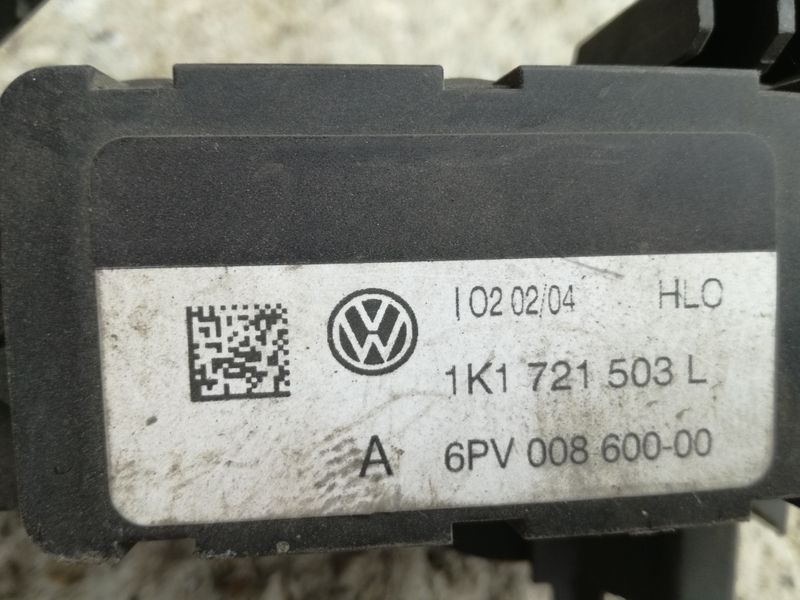 I 02 02/04 HLO
1K1 721 503 L
A 6PV 008 600-00